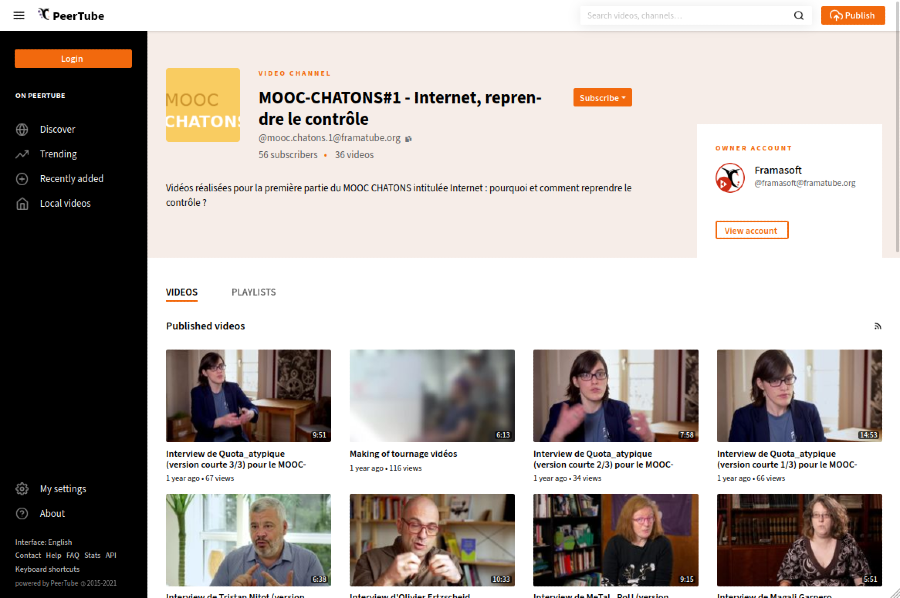 PeerTube
Search videos, channels…
Publish
Login
ON PEERTUBE
Discover
Trending
Recently added
Local videos
My settings
About
Interface: English
Contact Help FAQ Stats API
Keyboard shortcuts
powered by PeerTube © 2015-2021
MOOC
CHATONS
VIDEO CHANNEL
MOOC-CHATONS#1 - Internet, repren-
dre le contrôle
Subscribe
@mooc.chatons.1@framatube.org
56 subscribers • 36 videos
Vidéos réalisées pour la première partie du MOOC CHATONS intitulée Internet : pourquoi et comment reprendre le
contrôle ?
OWNER ACCOUNT
Framasoft
@framasoft@framatube.org
View account
VIDEOS
PLAYLISTS
Published videos
9:51
Interview de Quota_atypique
(version courte 3/3) pour le MOOC-
1 year ago • 67 views
6:13
Making of tournage vidéos
1 year ago • 116 views
7:58
Interview de Quota_atypique
(version courte 2/3) pour le MOOC-
1 year ago • 34 views
14:53
Interview de Quota_atypique
(version courte 1/3) pour le MOOC-
1 year ago • 66 views
6:38
Interview de Tristan Nitot (version
10:33
Interview d'Olivier Ertzscheid
9:15
Interview de MeTaL_PoU (version
5:51
Interview de Magali Garnero